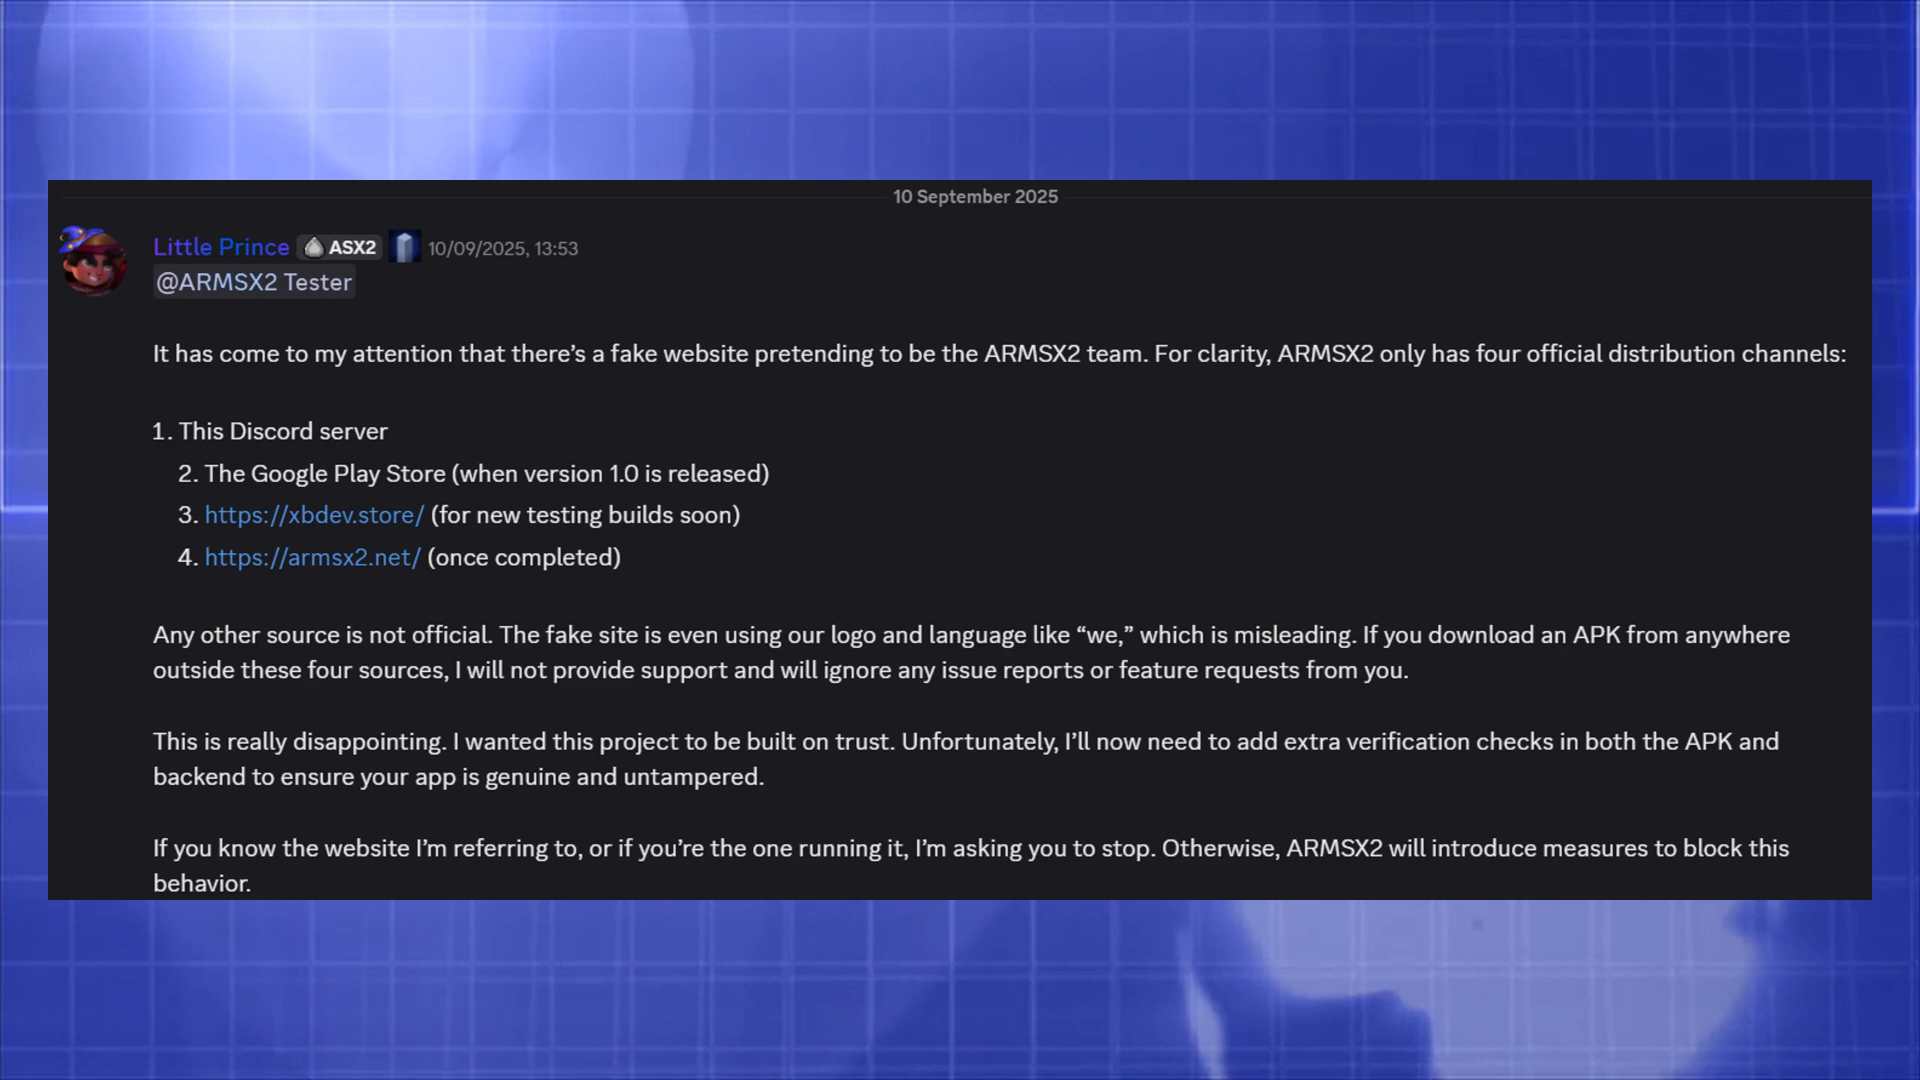 10 September 2025
Little Prince ASX2 10/09/2025, 13:53
@ARMSX2 Tester
It has come to my attention that there’s a fake website pretending to be the ARMSX2 team. For clarity, ARMSX2 only has four official distribution channels:
1. This Discord server
2. The Google Play Store (when version 1.0 is released)
3. https://xbdev.store/ (for new testing builds soon)
4. https://armsx2.net/ (once completed)
Any other source is not official. The fake site is even using our logo and language like “we,” which is misleading. If you download an APK from anywhere
outside these four sources, I will not provide support and will ignore any issue reports or feature requests from you.
This is really disappointing. I wanted this project to be built on trust. Unfortunately, I’ll now need to add extra verification checks in both the APK and
backend to ensure your app is genuine and untampered.
If you know the website I’m referring to, or if you’re the one running it, I’m asking you to stop. Otherwise, ARMSX2 will introduce measures to block this
behavior.